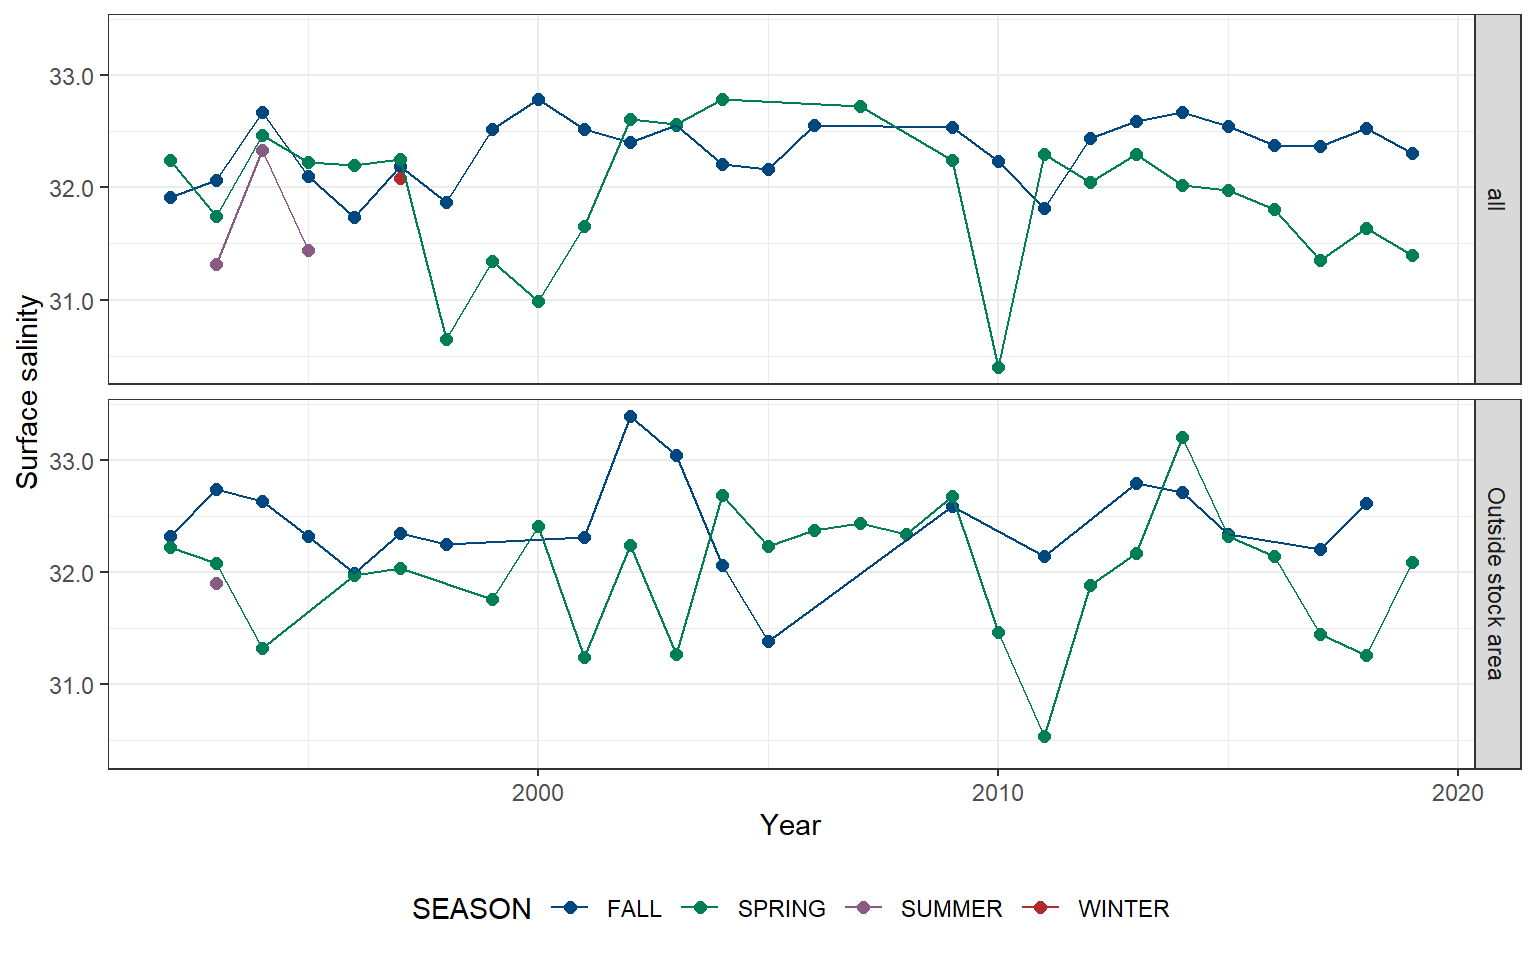 Surface salinity
33.0
32.0
31.0
all
33.0
32.0
31.0
Outside stock area
2000
2010
2020
Year
SEASON FALL SPRING SUMMER WINTER